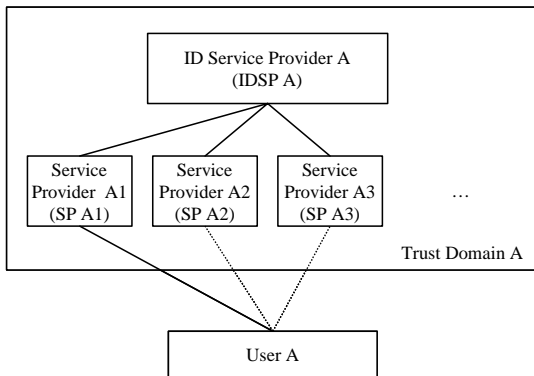 ID Service Provider A
(IDSP A)
Service
Provider A1
(SP A1)
Service
Provider A2
(SP A2)
Service
Provider A3
(SP A3)
...
Trust Domain A
User A